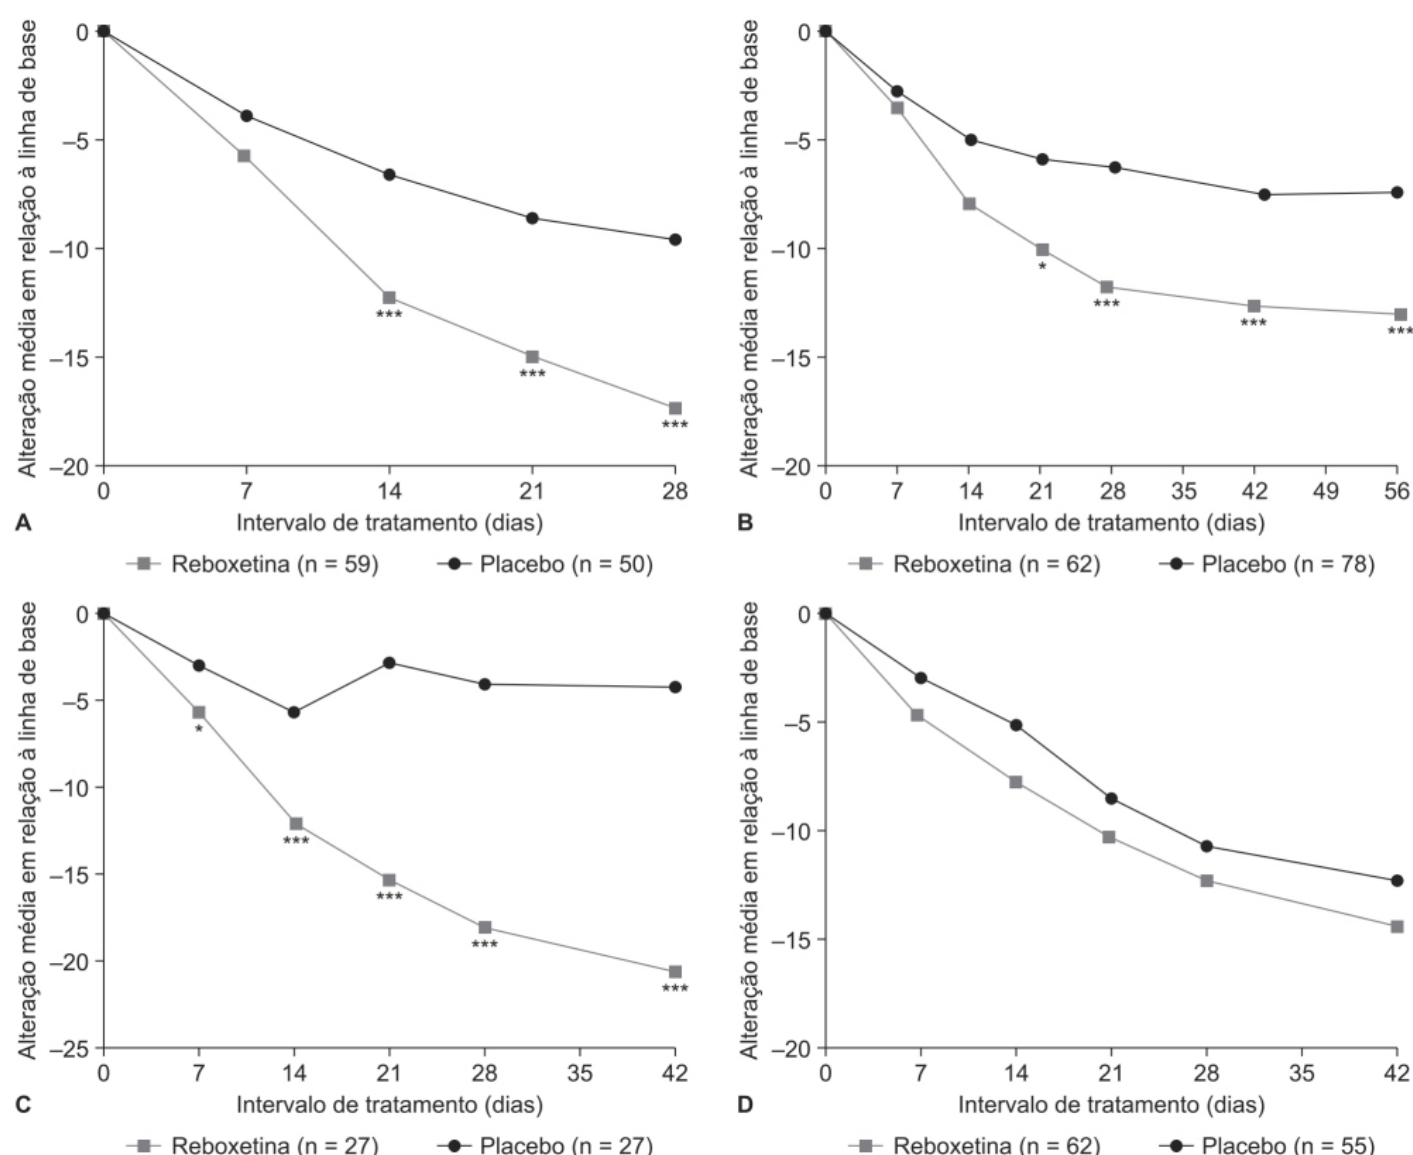 Alteração média em relação à linha de base
0
–5
–10
–15
–20
***
***
***
0 7 14 21 28
A Intervalo de tratamento (dias)
Reboxetina (n = 59) Placebo (n = 50)
Alteração média em relação à linha de base
0
–5
–10
–15
–20
*
***
***
***
0 7 14 21 28 35 42 49 56
B Intervalo de tratamento (dias)
Reboxetina (n = 62) Placebo (n = 78)
Alteração média em relação à linha de base
0
–5
–10
–15
–20
–25
*
***
***
***
***
0 7 14 21 28 35 42
C Intervalo de tratamento (dias)
Reboxetina (n = 27) Placebo (n = 27)
Alteração média em relação à linha de base
0
–5
–10
–15
–20
0 7 14 21 28 35 42
D Intervalo de tratamento (dias)
Reboxetina (n = 62) Placebo (n = 55)